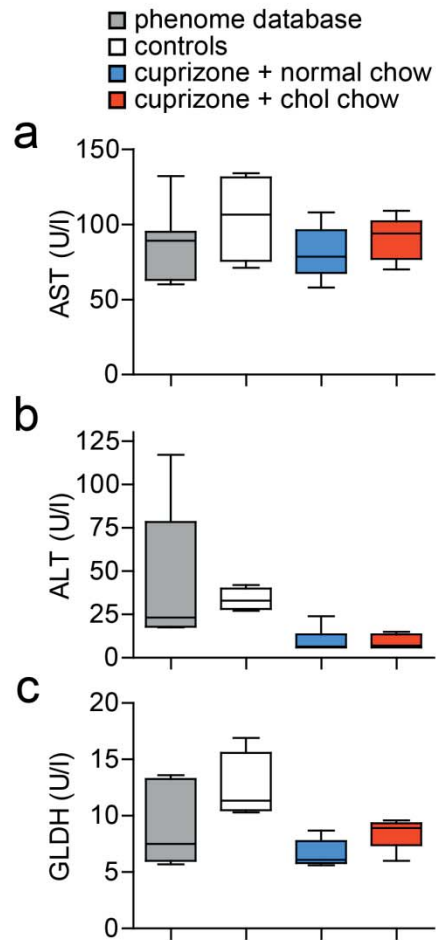 phenome database
controls
cuprizone + normal chow
cuprizone + chol chow
a
150
100
50
0
AST (U/l)
b
125
100
75
50
25
0
ALT (U/l)
c
20
15
10
5
0
GLDH (U/l)